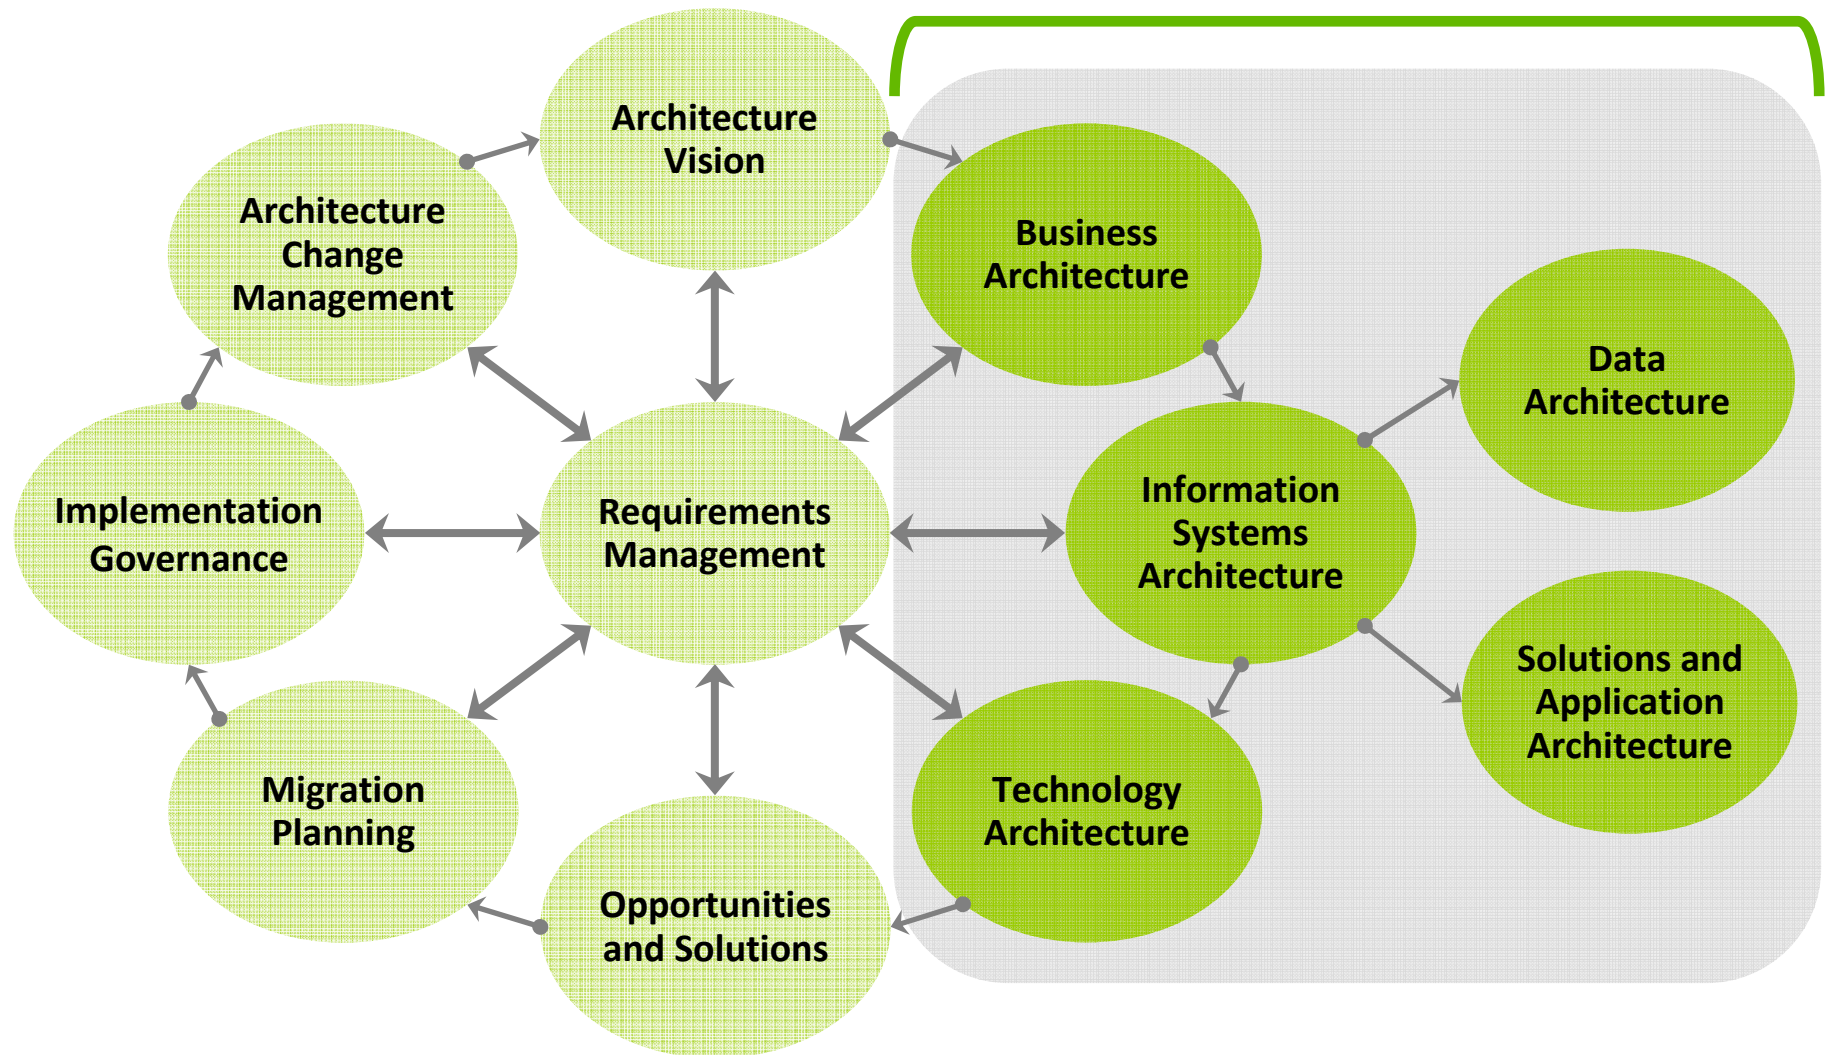 Architecture
Vision
Architecture
Change
Management
Business
Architecture
Data
Architecture
Implementation
Governance
Requirements
Management
Information
Systems
Architecture
Solutions and
Application
Architecture
Migration
Planning
Technology
Architecture
Opportunities
and Solutions